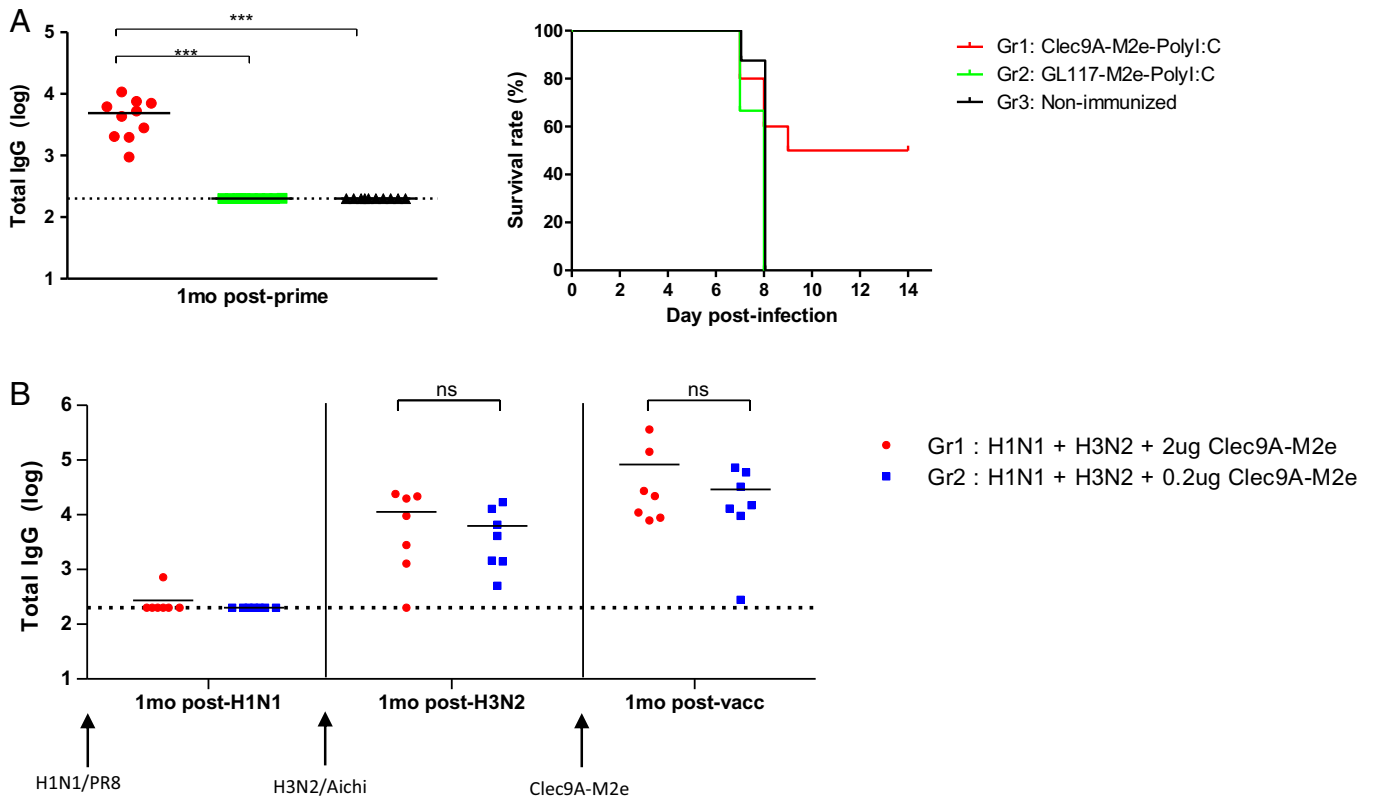 A
Total IgG (log)
5
4
3
2
1
***
***
1mo post-prime
Survival rate (%)
100
80
60
40
20
0
0 2 4 6 8 10 12 14
Day post-infection
Gr1: Clec9A-M2e-PolyI:C
Gr2: GL117-M2e-PolyI:C
Gr3: Non-immunized
B
Total IgG (log)
6
5
4
3
2
1
ns
ns
1mo post-H1N1
1mo post-H3N2
1mo post-vacc
H1N1/PR8
H3N2/Aichi
Clec9A-M2e
Gr1 : H1N1 + H3N2 + 2ug Clec9A-M2e
Gr2 : H1N1 + H3N2 + 0.2ug Clec9A-M2e